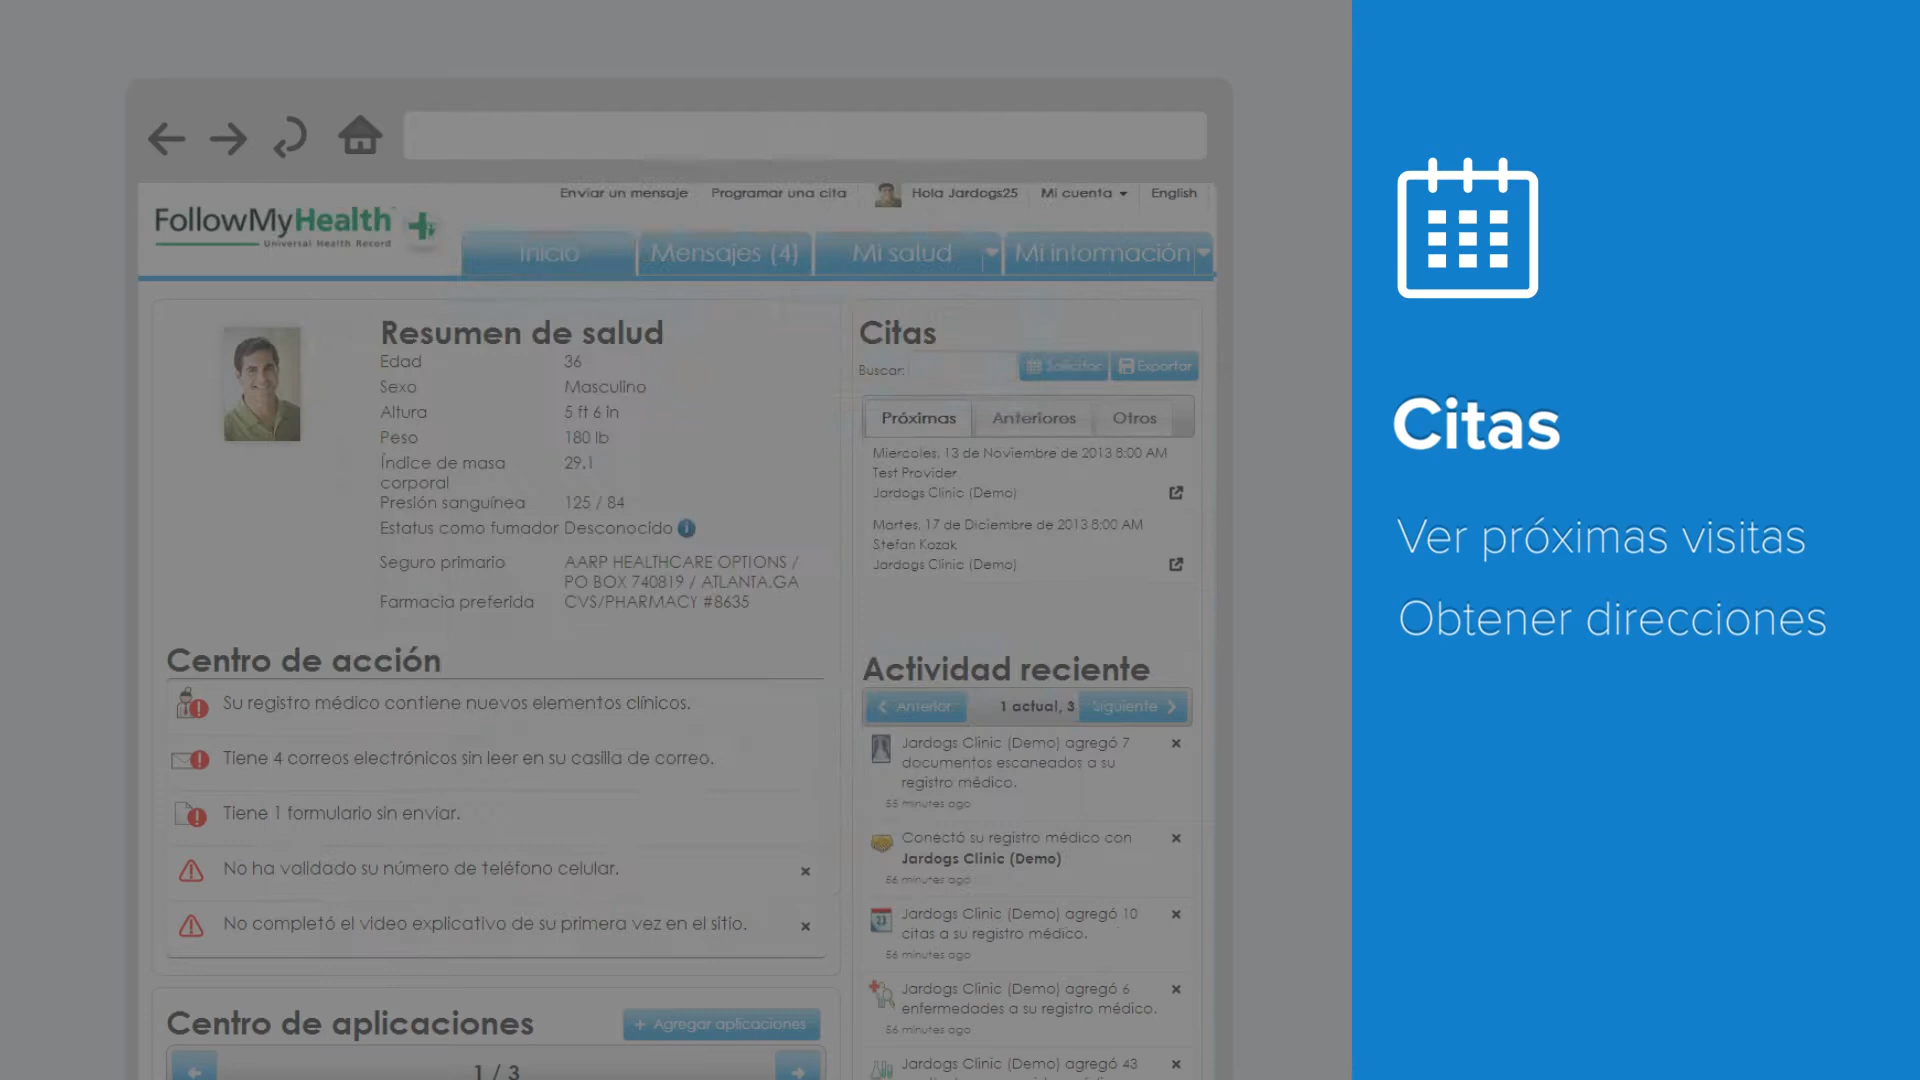 Enviar un mensaje Programar una cita Hola Jardogs25 Mi cuenta English
FollowMyHealth
Universal Health Record
Inicio Mensajes (4) Mi salud Mi información
Resumen de salud
Edad 36
Sexo Masculino
Altura 5 ft 6 in
Peso 180 lb
Índice de masa 29.1
corporal
Presión sanguínea 125 / 84
Estatus como fumador Desconocido
Seguro primario AARP HEALTHCARE OPTIONS /
PO BOX 740819 / ATLANTA,GA
Farmacia preferida CVS/PHARMACY #8635
Centro de acción
Su registro médico contiene nuevos elementos clínicos.
Tiene 4 correos electrónicos sin leer en su casilla de correo.
Tiene 1 formulario sin enviar.
No ha validado su número de teléfono celular.
No completó el video explicativo de su primera vez en el sitio.
Centro de aplicaciones
+ Agregar aplicaciones
1 / 3
Citas
Buscar: Solicitar Exportar
Próximas Anteriores Otros
Miercoles, 13 de Noviembre de 2013 8:00 AM
Test Provider
Jardogs Clinic (Demo)
Martes, 17 de Diciembre de 2013 8:00 AM
Stefan Kozak
Jardogs Clinic (Demo)
Actividad reciente
Anterior 1 actual, 3 Siguiente
Jardogs Clinic (Demo) agregó 7
documentos escaneados a su
registro médico.
55 minutes ago
Conectó su registro médico con
Jardogs Clinic (Demo)
56 minutes ago
Jardogs Clinic (Demo) agregó 10
citas a su registro médico.
56 minutes ago
Jardogs Clinic (Demo) agregó 6
enfermedades a su registro médico.
56 minutes ago
Jardogs Clinic (Demo) agregó 43
Citas
Ver próximas visitas
Obtener direcciones